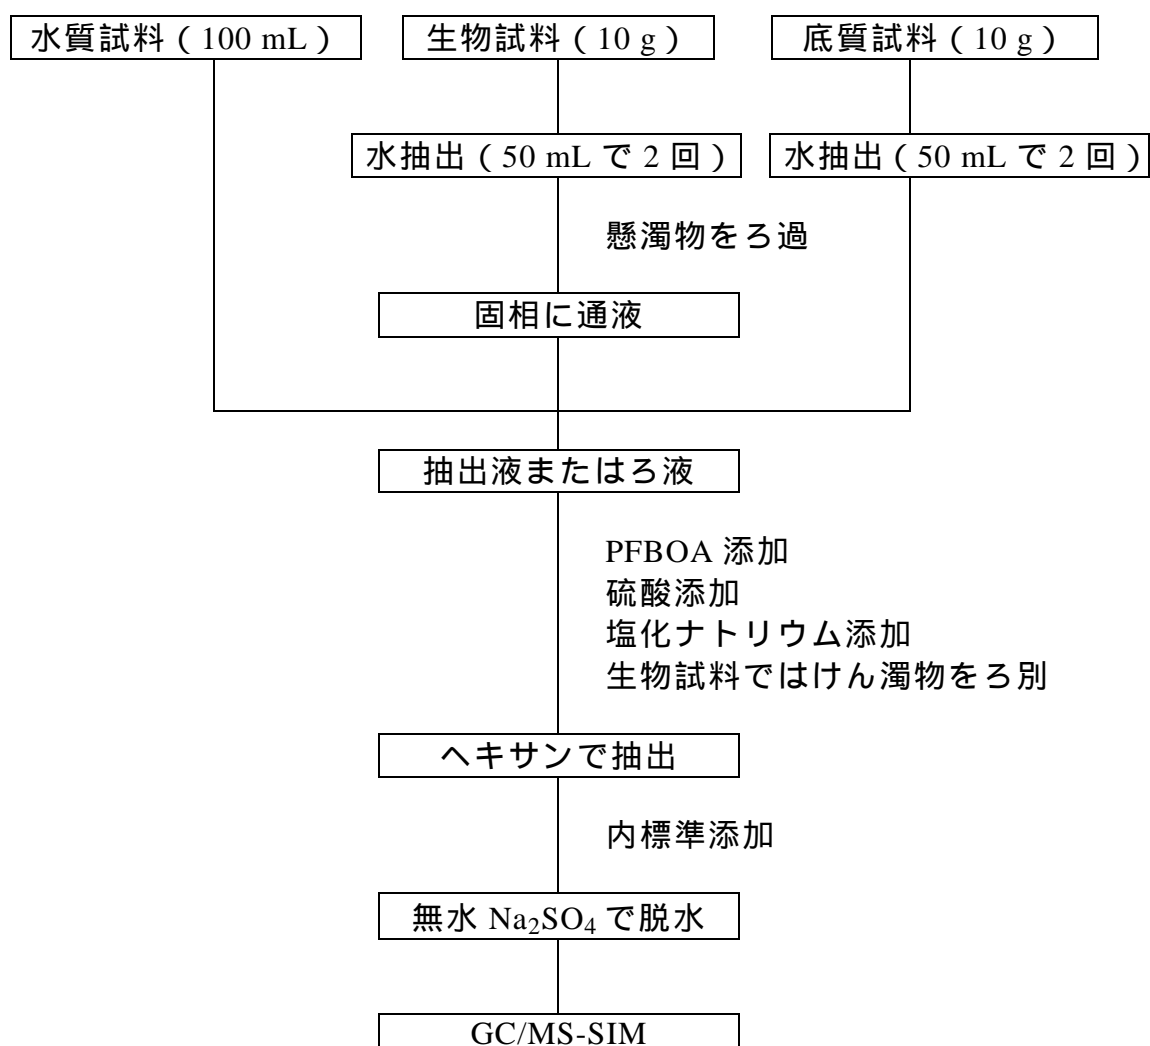 水質試料（100 mL）
生物試料（10 g）
底質試料（10 g）
水抽出（50 mL で 2 回）
水抽出（50 mL で 2 回）
懸濁物をろ過
固相に通液
抽出液またはろ液
PFBOA 添加
硫酸添加
塩化ナトリウム添加
生物試料ではけん濁物をろ別
ヘキサンで抽出
内標準添加
無水 Na₂SO₄ で脱水
GC/MS-SIM